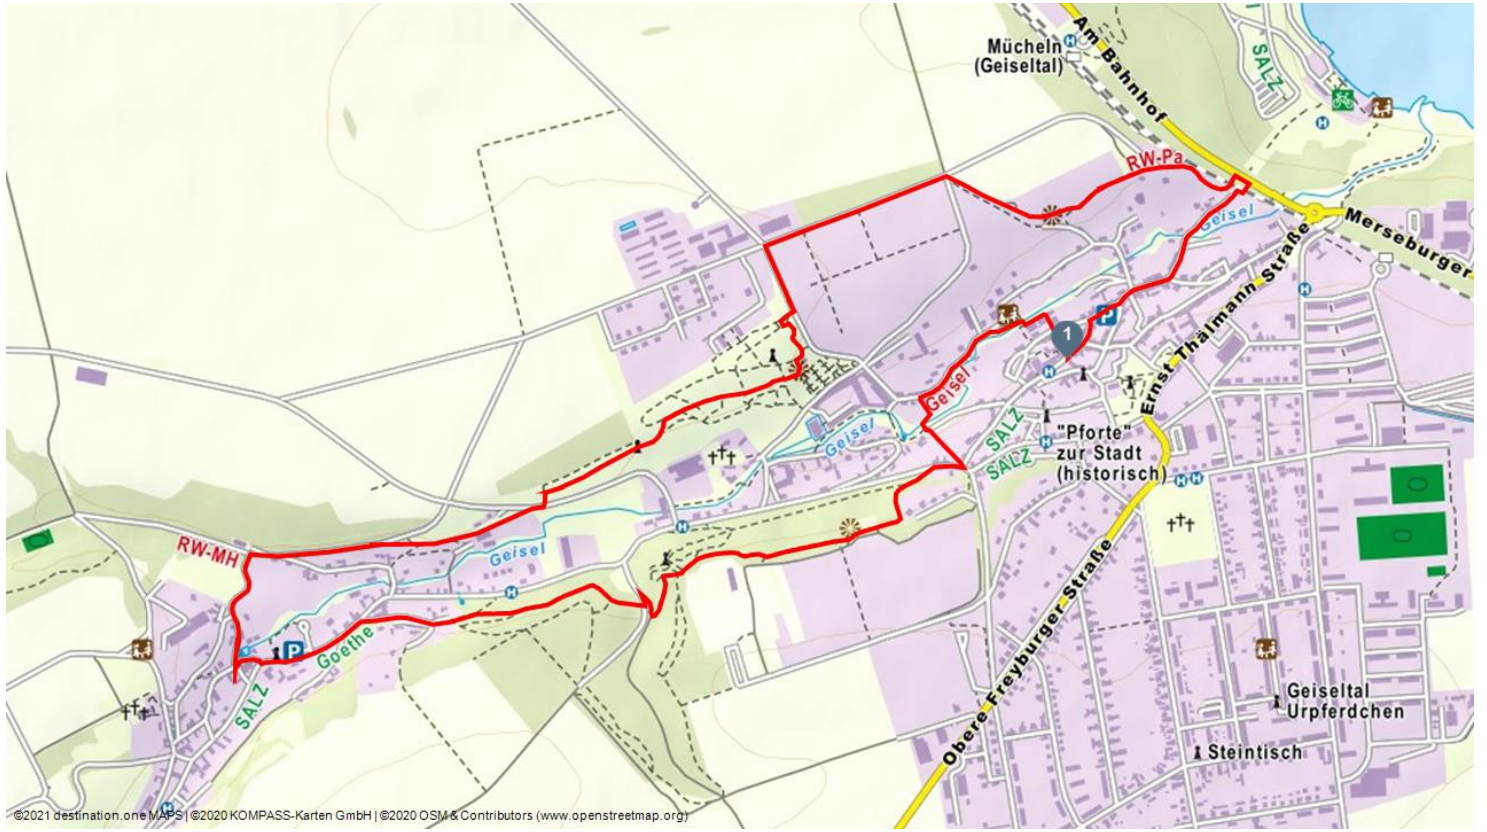 Am Bahnhof
SALZ
Mücheln
(Geiseltal)
H
H
RW-Pa
Geisel
Merseburger
H
P
1
H
Ernst Thälmann Straße
Geisel
SALZ
SALZ
H
"Pforte"
zur Stadt
(historisch)
H H
Geisel
Geisel
H
RW-MH
Geisel
H
Obere Freyburger Straße
P
Goethe
SALZ
Geiseltal
Urpferdchen
Steintisch
H
©2021 destination.one MAPS | ©2020 KOMPASS-Karten GmbH | ©2020 OSM & Contributors (www.openstreetmap.org)